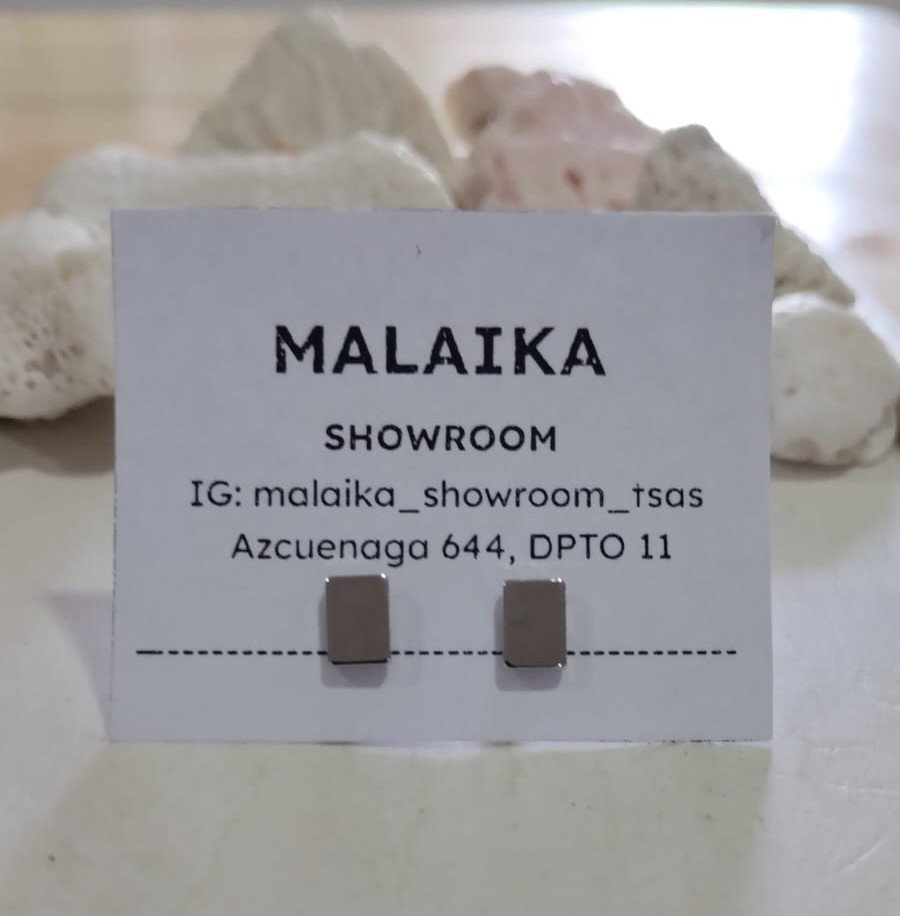 MALAIKA
SHOWROOM
IG: malaika_showroom_tsas
Azcuenaga 644, DPTO 11